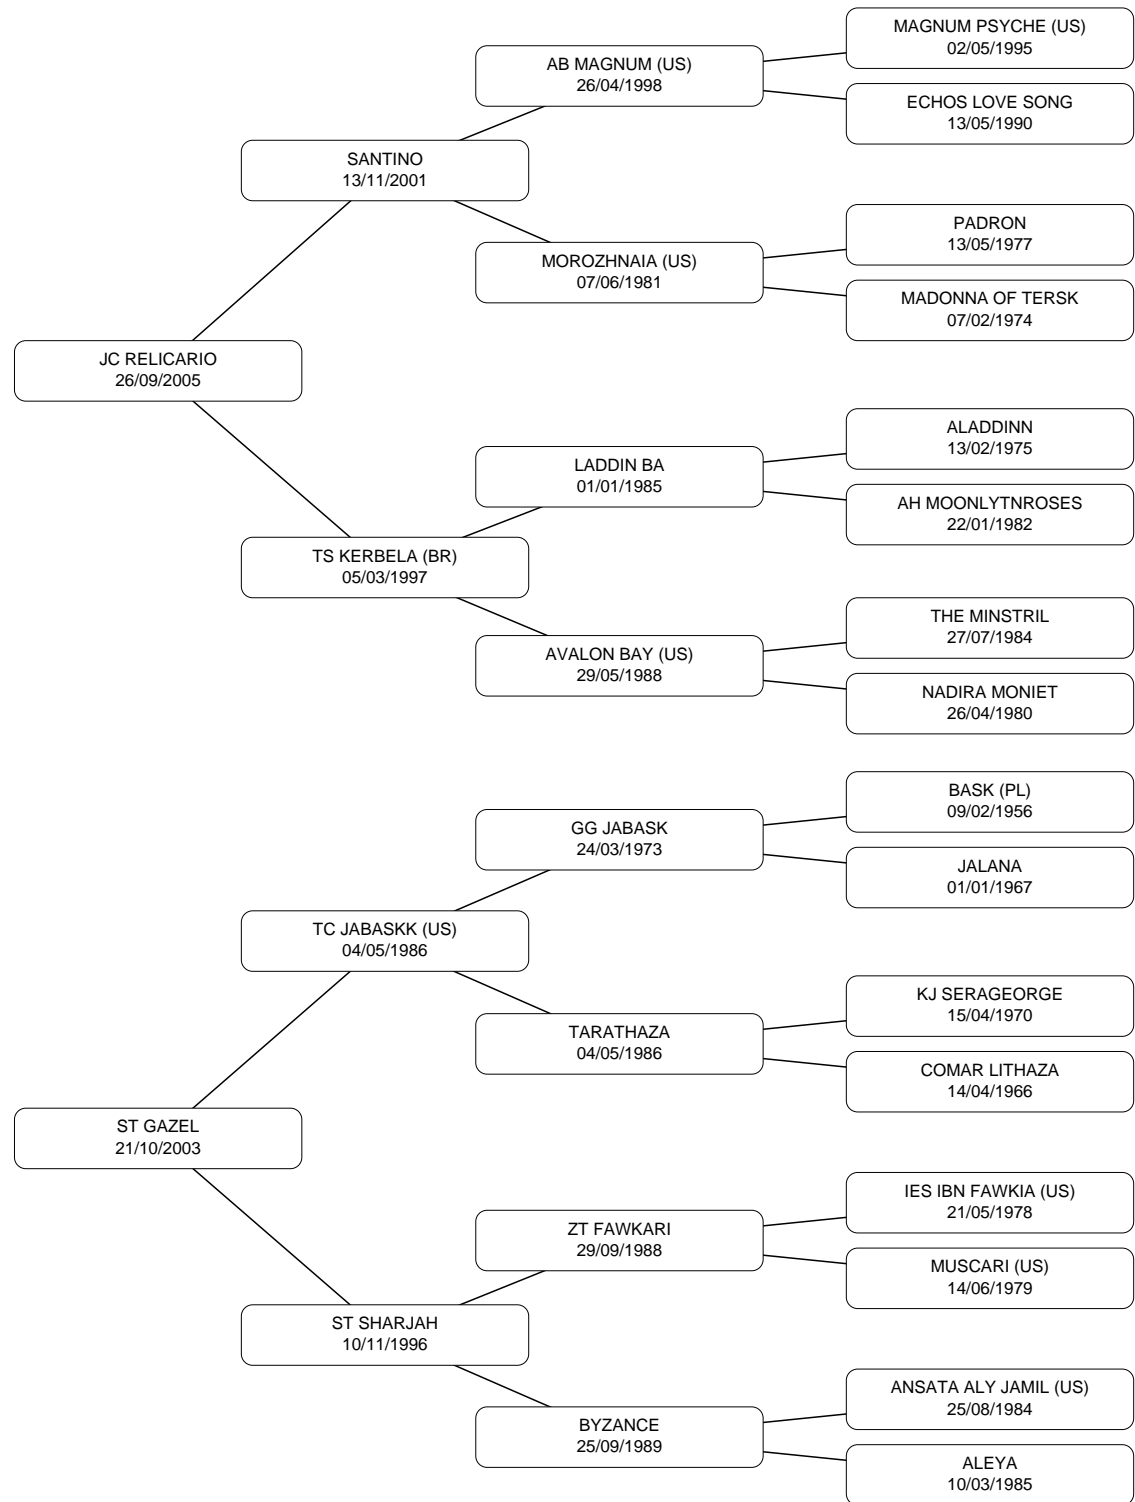 MAGNUM PSYCHE (US)
02/05/1995
AB MAGNUM (US)
26/04/1998
ECHOS LOVE SONG
13/05/1990
SANTINO
13/11/2001
PADRON
13/05/1977
MOROZHNAIA (US)
07/06/1981
MADONNA OF TERSK
07/02/1974
JC RELICARIO
26/09/2005
ALADDINN
13/02/1975
LADDIN BA
01/01/1985
AH MOONLYTNROSES
22/01/1982
TS KERBELA (BR)
05/03/1997
THE MINSTRIL
27/07/1984
AVALON BAY (US)
29/05/1988
NADIRA MONIET
26/04/1980
BASK (PL)
09/02/1956
GG JABASK
24/03/1973
JALANA
01/01/1967
TC JABASKK (US)
04/05/1986
KJ SERAGEORGE
15/04/1970
TARATHAZA
04/05/1986
COMAR LITHAZA
14/04/1966
ST GAZEL
21/10/2003
IES IBN FAWKIA (US)
21/05/1978
ZT FAWKARI
29/09/1988
MUSCARI (US)
14/06/1979
ST SHARJAH
10/11/1996
ANSATA ALY JAMIL (US)
25/08/1984
BYZANCE
25/09/1989
ALEYA
10/03/1985